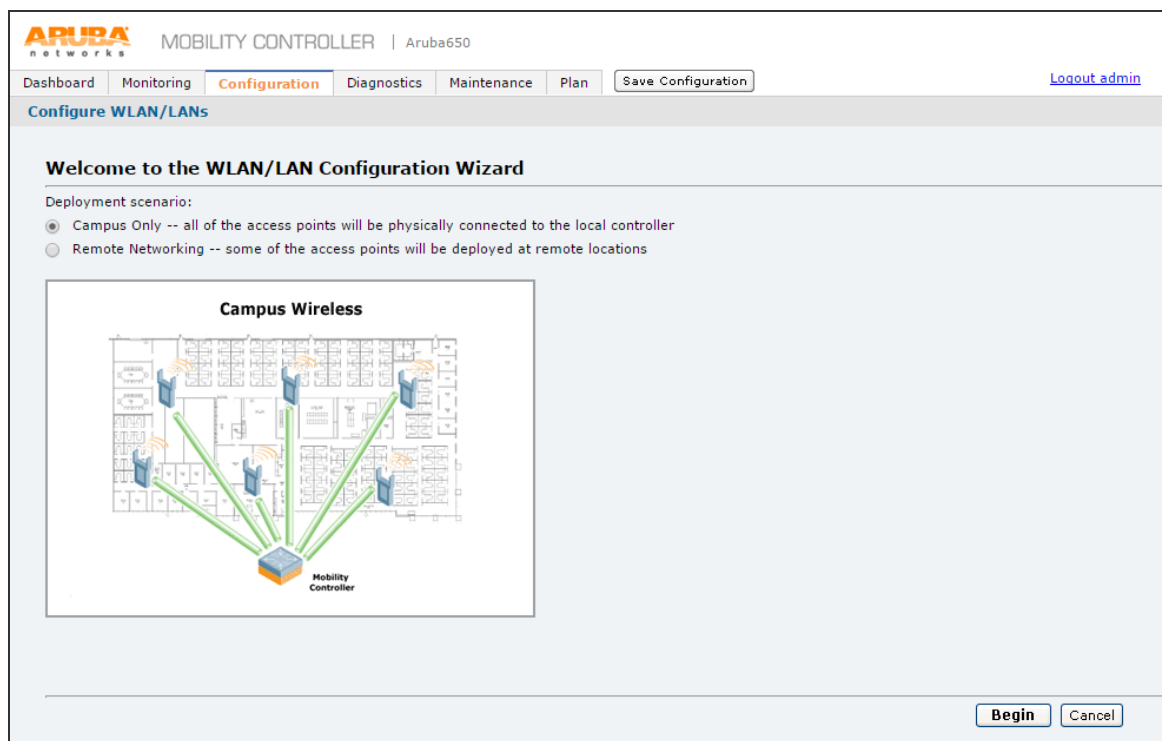 ARUBA
networks
MOBILITY CONTROLLER | Aruba650
Dashboard Monitoring Configuration Diagnostics Maintenance Plan Save Configuration Logout admin
Configure WLAN/LANs
Welcome to the WLAN/LAN Configuration Wizard
Deployment scenario:
Campus Only -- all of the access points will be physically connected to the local controller
Remote Networking -- some of the access points will be deployed at remote locations
Campus Wireless
Mobility
Controller
Begin Cancel